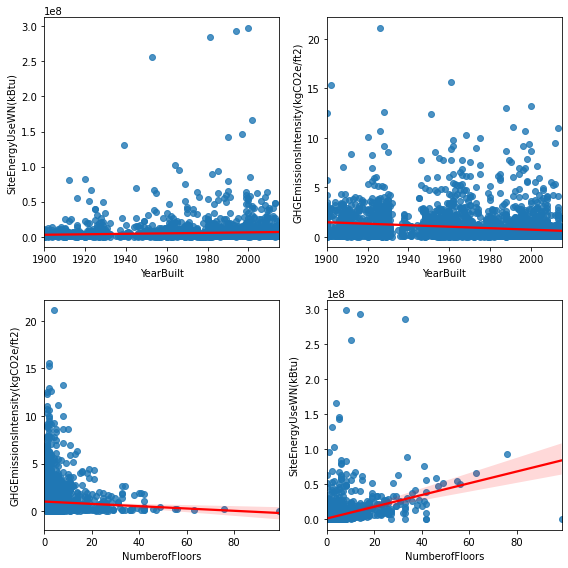 1e8
3.0
2.5
2.0
1.5
1.0
0.5
0.0
SiteEnergyUseWN(kBtu)
1900 1920 1940 1960 1980 2000
YearBuilt
20
15
10
5
0
GHGEmissionsIntensity(kgCO2e/ft2)
1900 1920 1940 1960 1980 2000
YearBuilt
20
15
10
5
0
GHGEmissionsIntensity(kgCO2e/ft2)
0 20 40 60 80
NumberofFloors
1e8
3.0
2.5
2.0
1.5
1.0
0.5
0.0
SiteEnergyUseWN(kBtu)
0 20 40 60 80
NumberofFloors